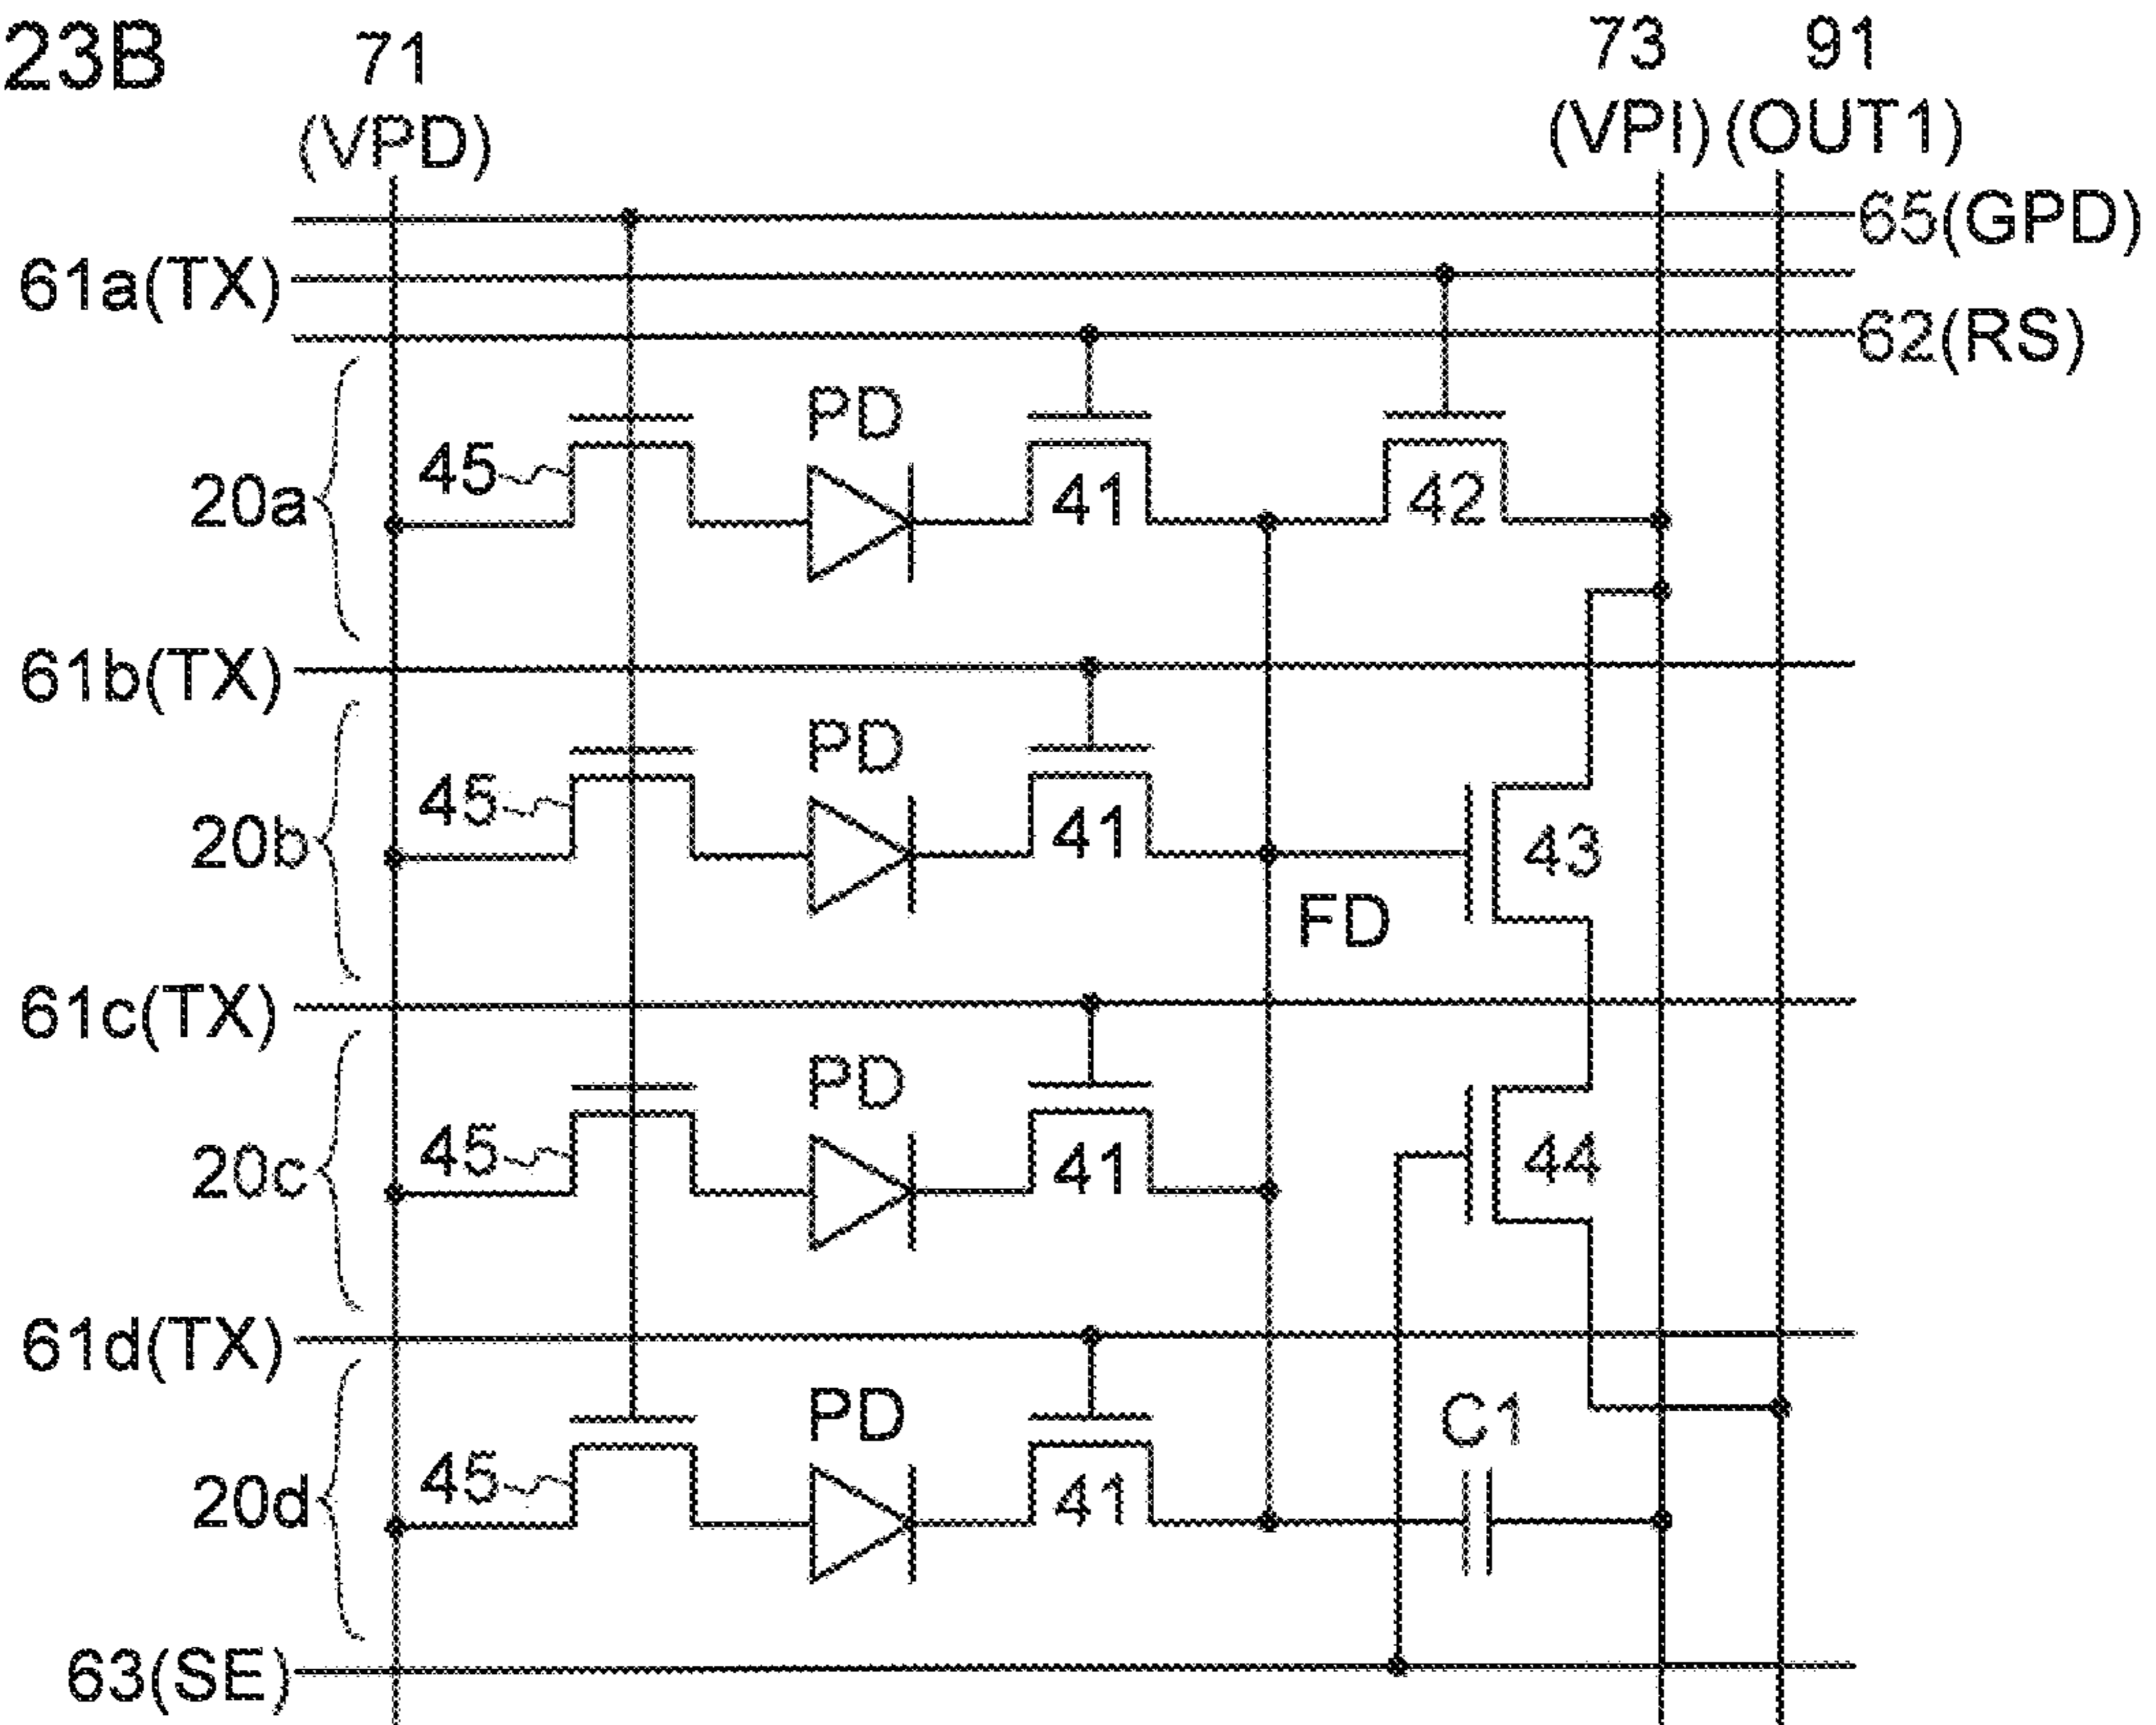 23B
71
(VPD)
73
(VPI)
91
(OUT1)
65(GPD)
61a(TX)
62(RS)
20a
45
PD
41
42
61b(TX)
20b
45
PD
41
43
FD
61c(TX)
20c
45
PD
41
44
61d(TX)
20d
45
PD
41
C1
63(SE)